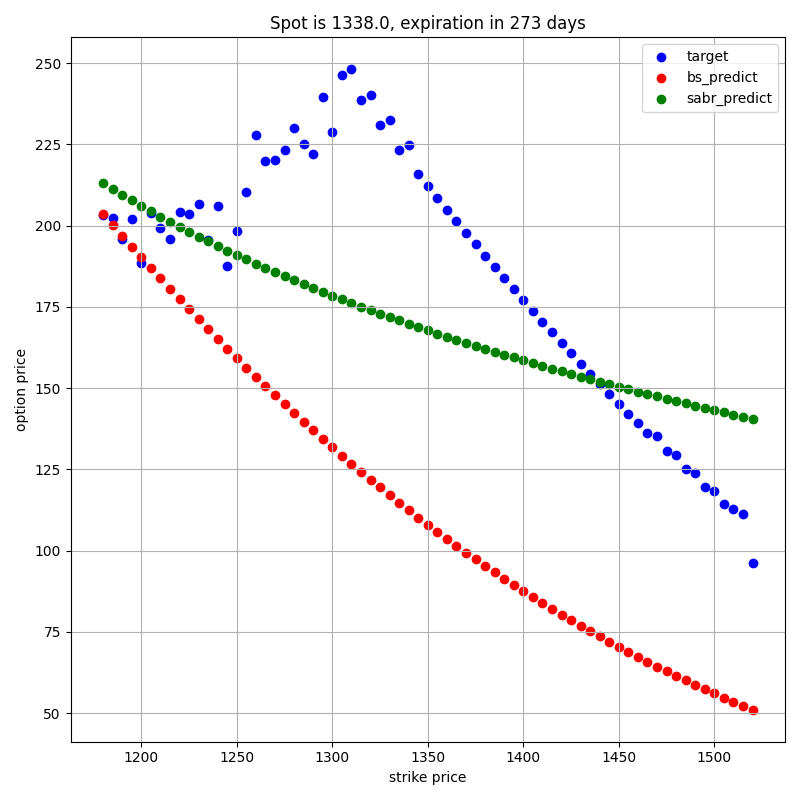 Spot is 1338.0, expiration in 273 days
target
bs_predict
sabr_predict
option price
250
225
200
175
150
125
100
75
50
1200 1250 1300 1350 1400 1450 1500
strike price